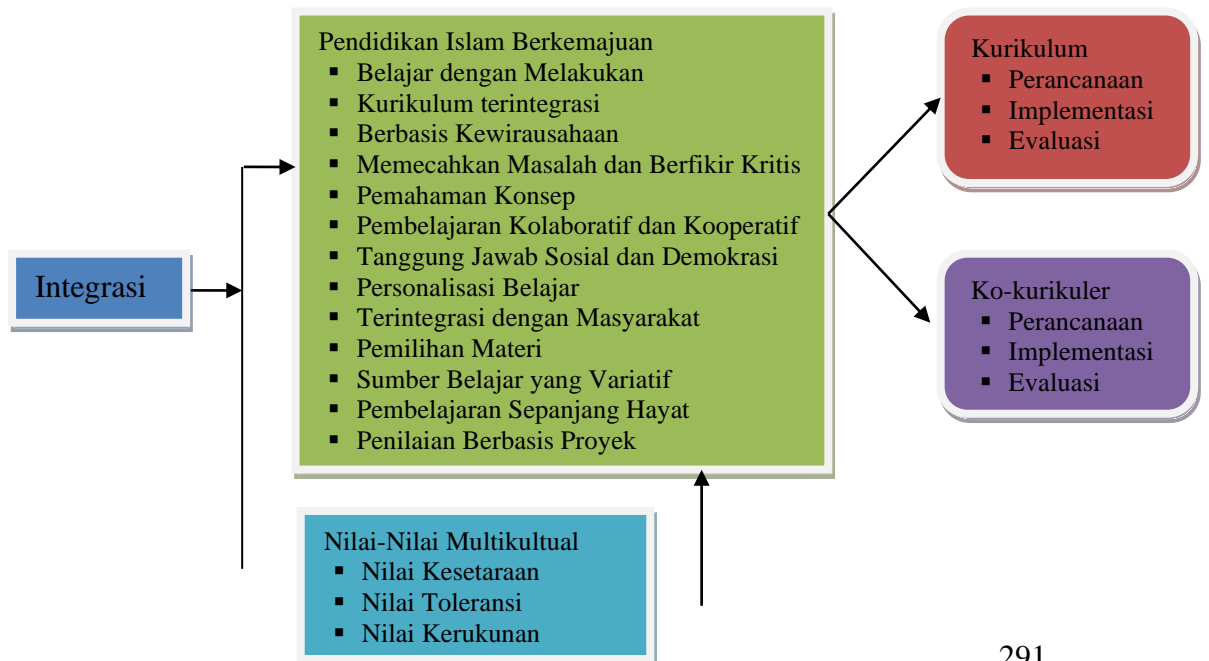 Integrasi
Pendidikan Islam Berkemajuan
▪ Belajar dengan Melakukan
▪ Kurikulum terintegrasi
▪ Berbasis Kewirausahaan
▪ Memecahkan Masalah dan Berfikir Kritis
▪ Pemahaman Konsep
▪ Pembelajaran Kolaboratif dan Kooperatif
▪ Tanggung Jawab Sosial dan Demokrasi
▪ Personalisasi Belajar
▪ Terintegrasi dengan Masyarakat
▪ Pemilihan Materi
▪ Sumber Belajar yang Variatif
▪ Pembelajaran Sepanjang Hayat
▪ Penilaian Berbasis Proyek
Nilai-Nilai Multikultual
▪ Nilai Kesetaraan
▪ Nilai Toleransi
▪ Nilai Kerukunan
Kurikulum
▪ Perancanaan
▪ Implementasi
▪ Evaluasi
Ko-kurikuler
▪ Perancanaan
▪ Implementasi
▪ Evaluasi
291